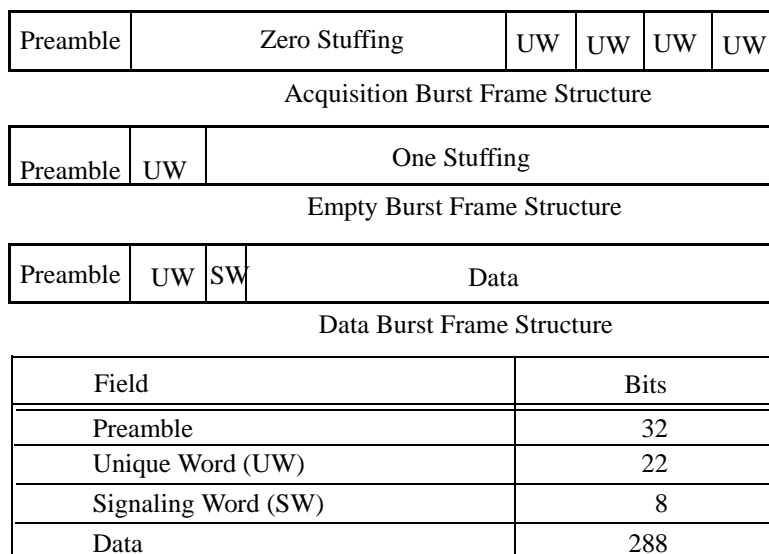 Preamble Zero Stuffing UW UW UW UW
Acquisition Burst Frame Structure
Preamble UW One Stuffing
Empty Burst Frame Structure
Preamble UW SW Data
Data Burst Frame Structure
Field Bits
Preamble 32
Unique Word (UW) 22
Signaling Word (SW) 8
Data 288